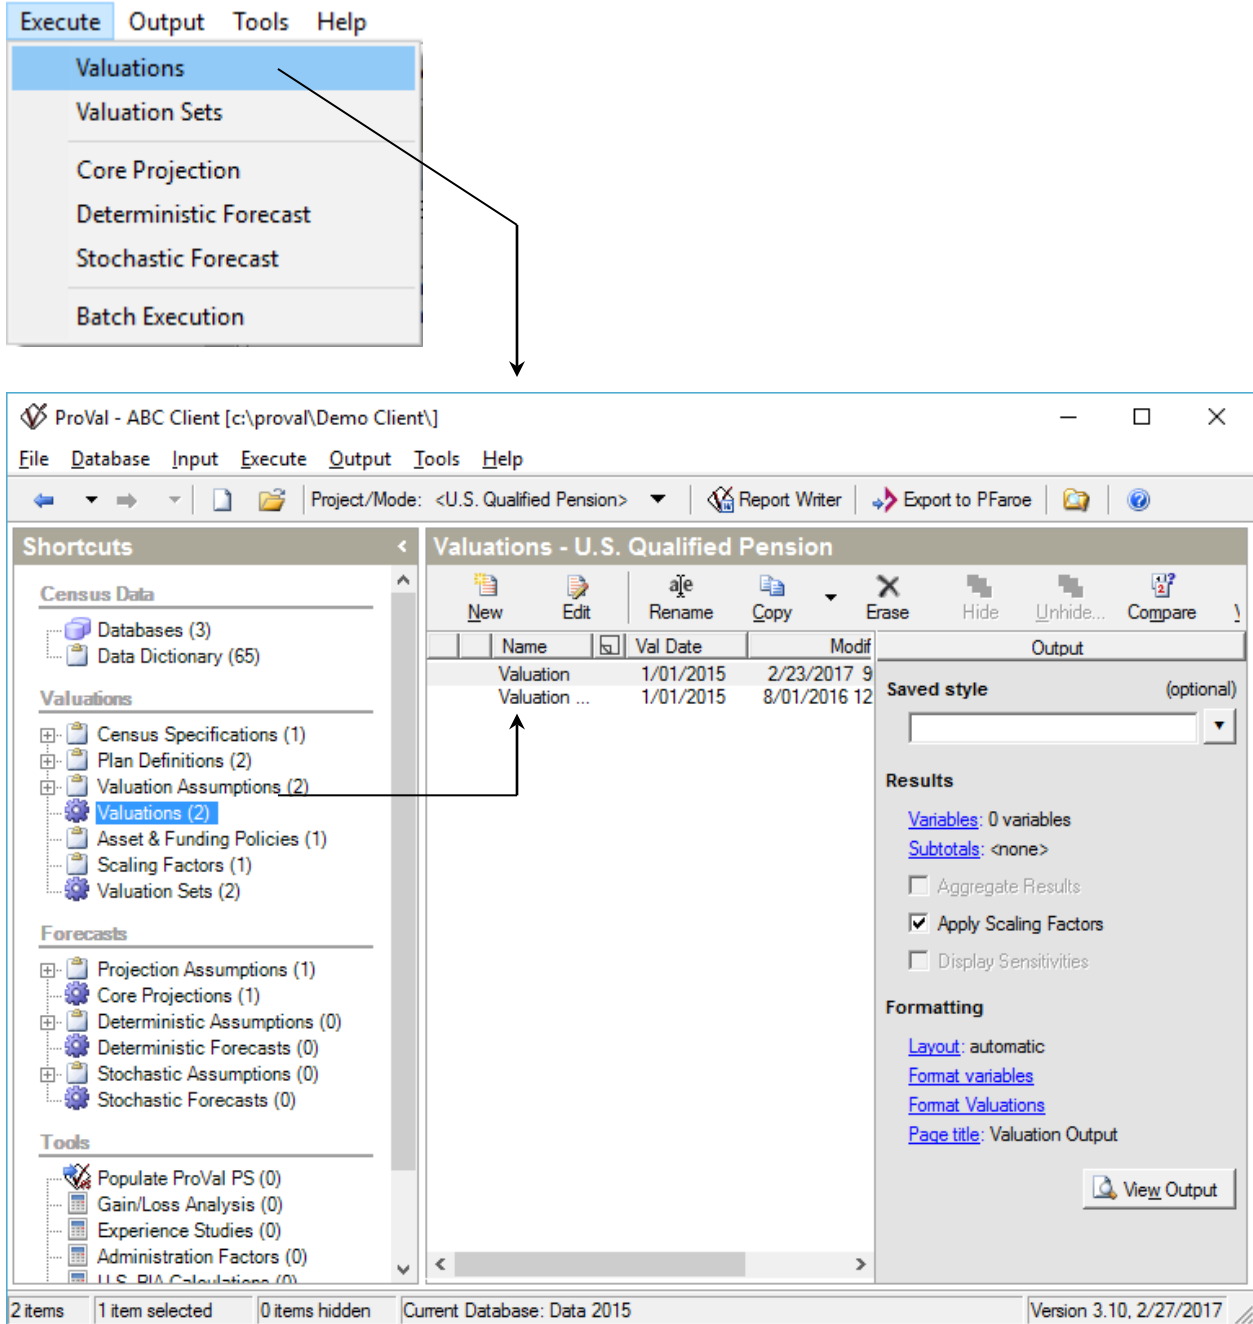 Execute Output Tools Help
Valuations
Valuation Sets
Core Projection
Deterministic Forecast
Stochastic Forecast
Batch Execution
ProVal - ABC Client [c:\proval\Demo Client\]
File Database Input Execute Output Tools Help
Project/Mode: <U.S. Qualified Pension> Report Writer Export to PFaroe
Shortcuts
Census Data
Databases (3)
Data Dictionary (65)
Valuations
Census Specifications (1)
Plan Definitions (2)
Valuation Assumptions (2)
Valuations (2)
Asset & Funding Policies (1)
Scaling Factors (1)
Valuation Sets (2)
Forecasts
Projection Assumptions (1)
Core Projections (1)
Deterministic Assumptions (0)
Deterministic Forecasts (0)
Stochastic Assumptions (0)
Stochastic Forecasts (0)
Tools
Populate ProVal PS (0)
Gain/Loss Analysis (0)
Experience Studies (0)
Administration Factors (0)
U.S. PIA Calculations (0)
Valuations - U.S. Qualified Pension
New Edit Rename Copy Erase Hide Unhide... Compare
Name Val Date Modif
Valuation 1/01/2015 2/23/2017 9
Valuation ... 1/01/2015 8/01/2016 12
Output
Saved style (optional)
Results
Variables: 0 variables
Subtotals: <none>
Aggregate Results
Apply Scaling Factors
Display Sensitivities
Formatting
Layout: automatic
Format variables
Format Valuations
Page title: Valuation Output
View Output
2 items 1 item selected 0 items hidden Current Database: Data 2015 Version 3.10, 2/27/2017